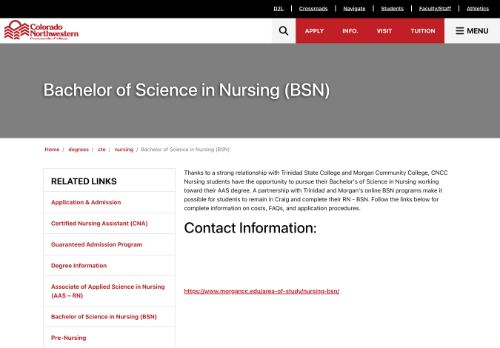 D2L
Crossroads
Navigate
Students
Faculty/Staff
Athletics
Colorado
Northwestern
Community College
APPLY
INFO.
VISIT
TUITION
MENU
Bachelor of Science in Nursing (BSN)
Home / degrees / cte / nursing / Bachelor of Science in Nursing (BSN)
RELATED LINKS
Application & Admission
Certified Nursing Assistant (CNA)
Guaranteed Admission Program
Degree Information
Associate of Applied Science in Nursing
(AAS – RN)
Bachelor of Science in Nursing (BSN)
Pre-Nursing
Thanks to a strong relationship with Trinidad State College and Morgan Community College, CNCC
Nursing students have the opportunity to pursue their Bachelor's of Science in Nursing working
toward their AAS degree. A partnership with Trinidad and Morgan's online BSN programs make it
possible for students to remain in Craig and complete their RN - BSN. Follow the links below for
complete information on costs, FAQs, and application procedures.
Contact Information:
https://www.morgancc.edu/area-of-study/nursing-bsn/